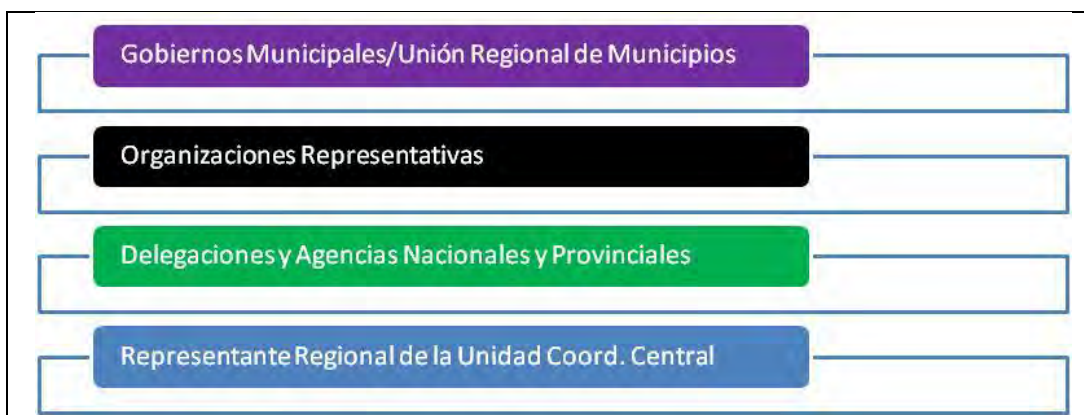 Gobiernos Municipales/Unión Regional de Municipios
Organizaciones Representativas
Delegaciones y Agencias Nacionales y Provinciales
Representante Regional de la Unidad Coord. Central